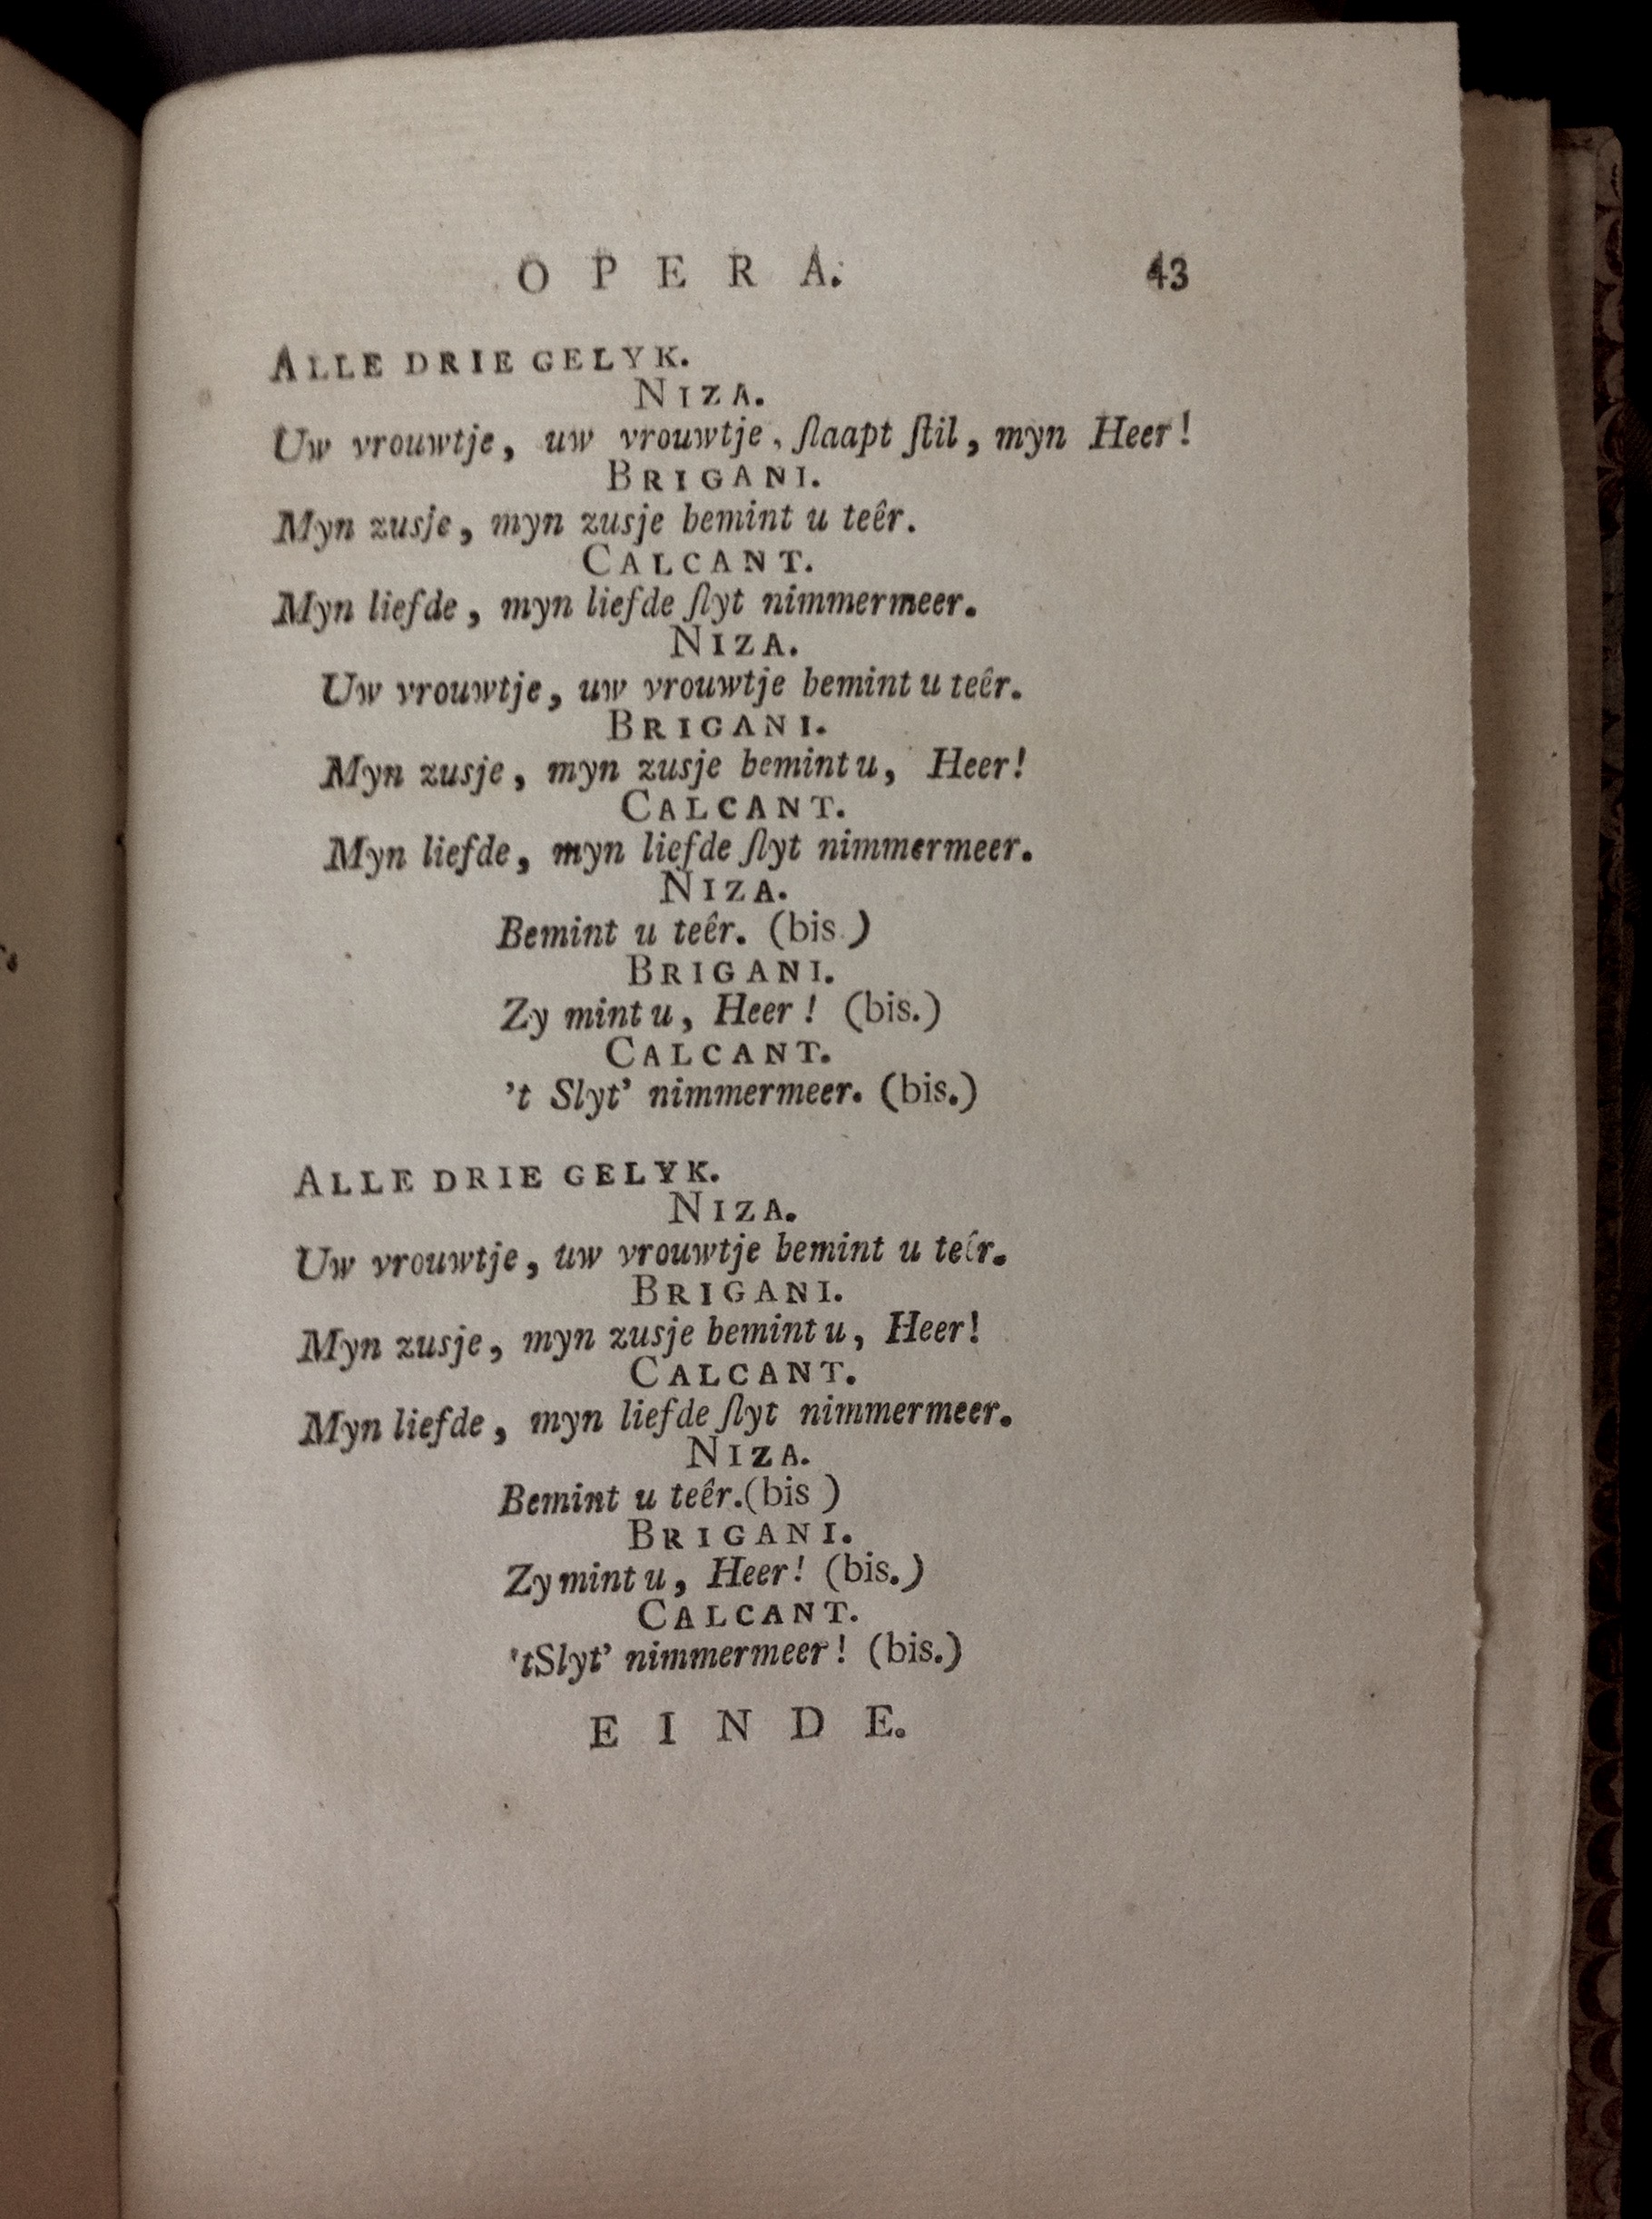 OPERA. 43
ALLE DRIE GELYK.
NIZA.
Uw vrouwtje, uw vrouwtje, ſlaapt ſtil, myn Heer!
BRIGANI.
Myn zusje, myn zusje bemint u teêr.
CALCANT.
Myn liefde, myn liefde ſlyt nimmermeer.
NIZA.
Uw vrouwtje, uw vrouwtje bemint u teêr.
BRIGANI.
Myn zusje, myn zusje bemint u, Heer!
CALCANT.
Myn liefde, myn liefde ſlyt nimmermeer.
NIZA.
Bemint u teêr. (bis.)
BRIGANI.
Zy mint u, Heer! (bis.)
CALCANT.
't Slyt' nimmermeer. (bis.)
ALLE DRIE GELYK.
NIZA.
Uw vrouwtje, uw vrouwtje bemint u teêr.
BRIGANI.
Myn zusje, myn zusje bemint u, Heer!
CALCANT.
Myn liefde, myn liefde ſlyt nimmermeer.
NIZA.
Bemint u teêr. (bis )
BRIGANI.
Zy mint u, Heer! (bis.)
CALCANT.
'tSlyt' nimmermeer! (bis.)
EINDE.